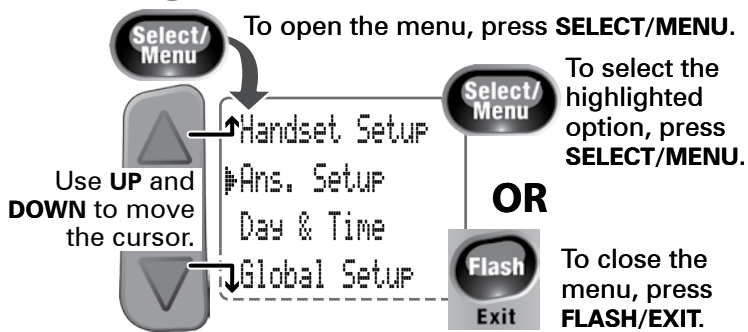 To open the menu, press SELECT/MENU.
Select/
Menu
Use UP and
DOWN to move
the cursor.
Handset Setup
Ans. Setup
Day & Time
Global Setup
Select/
Menu
To select the
highlighted
option, press
SELECT/MENU.
OR
Flash
Exit
To close the
menu, press
FLASH/EXIT.